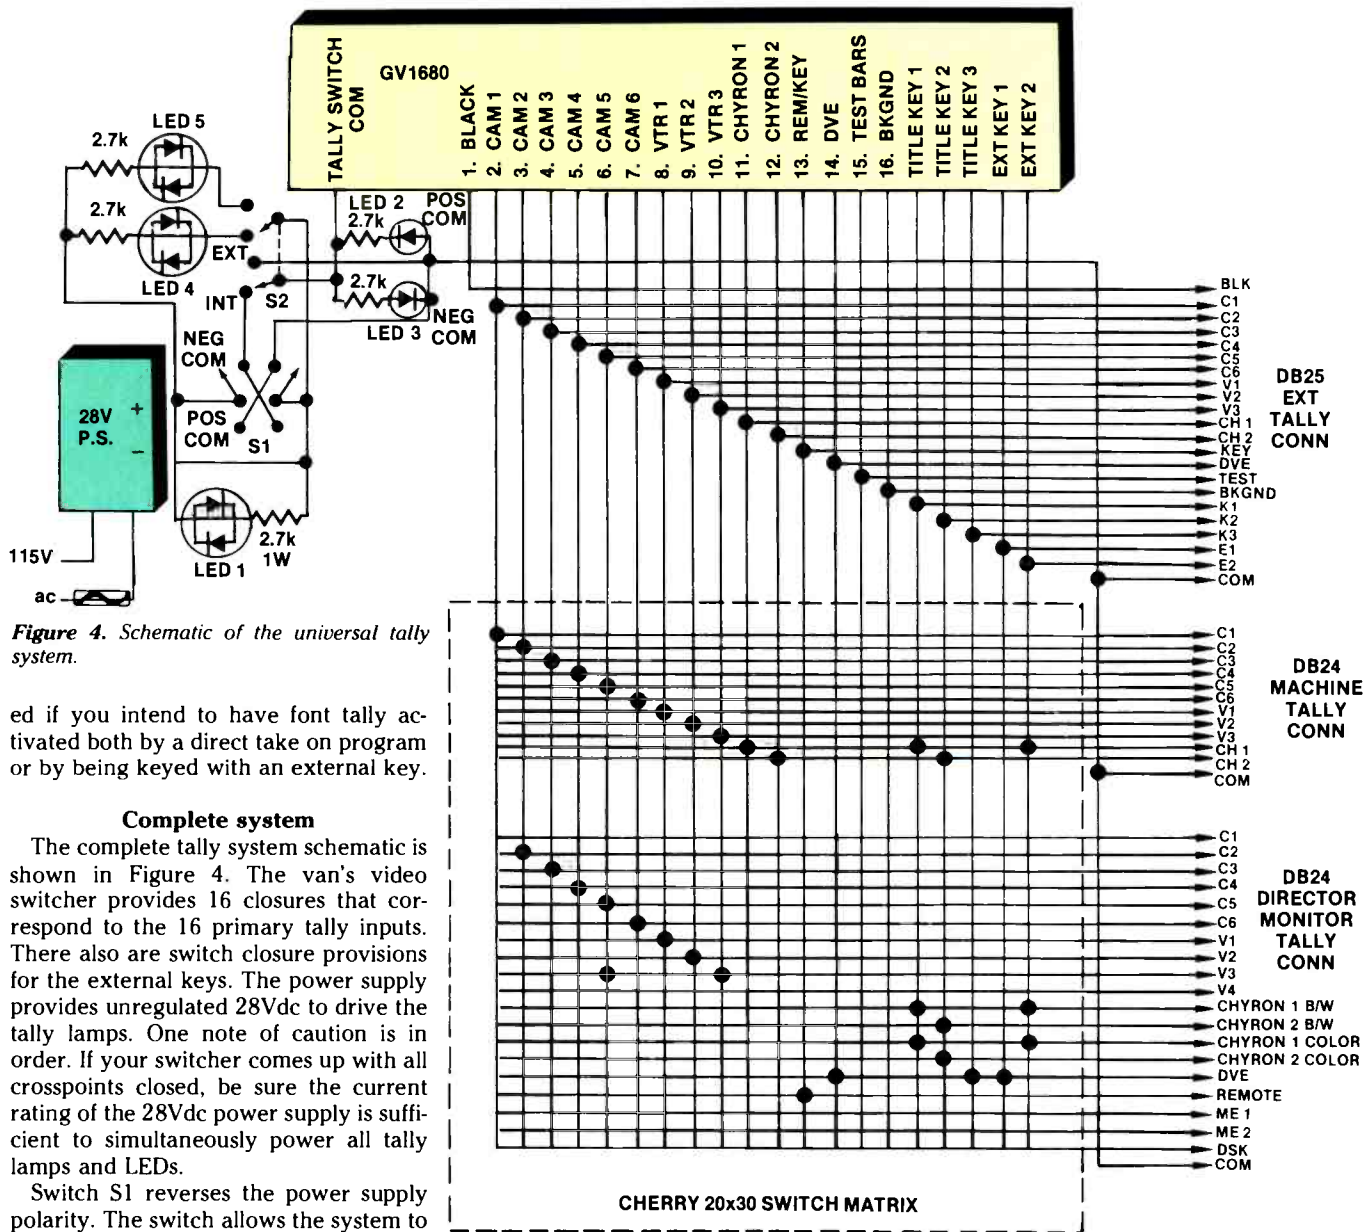 GV1680
TALLY SWITCH
COM
1. BLACK
2. CAM 1
3. CAM 2
4. CAM 3
5. CAM 4
6. CAM 5
7. CAM 6
8. VTR 1
9. VTR 2
10. VTR 3
11. CHYRON 1
12. CHYRON 2
13. REM/KEY
14. DVE
15. TEST BARS
16. BKGND
TITLE KEY 1
TITLE KEY 2
TITLE KEY 3
EXT KEY 1
EXT KEY 2
LED 5
2.7k
2.7k
LED 4
EXT
INT
S2
LED 2
2.7k
POS
COM
2.7k
LED 3
NEG
COM
NEG
COM
POS
COM
S1
28V
P.S.
+
−
2.7k
1W
LED 1
115V
ac
BLK
C1
C2
C3
C4
C5
C6
V1
V2
V3
CH 1
CH 2
KEY
DVE
TEST
BKGND
K1
K2
K3
E1
E2
COM
DB25
EXT
TALLY
CONN
C1
C2
C3
C4
C5
C6
V1
V2
V3
CH 1
CH 2
COM
DB24
MACHINE
TALLY
CONN
C1
C2
C3
C4
C5
C6
V1
V2
V3
V4
CHYRON 1 B/W
CHYRON 2 B/W
CHYRON 1 COLOR
CHYRON 2 COLOR
DVE
REMOTE
ME 1
ME 2
DSK
COM
DB24
DIRECTOR
MONITOR
TALLY
CONN
CHERRY 20x30 SWITCH MATRIX
Figure 4. Schematic of the universal tally
system.
ed if you intend to have font tally ac-
tivated both by a direct take on program
or by being keyed with an external key.
Complete system
The complete tally system schematic is
shown in Figure 4. The van's video
switcher provides 16 closures that cor-
respond to the 16 primary tally inputs.
There also are switch closure provisions
for the external keys. The power supply
provides unregulated 28Vdc to drive the
tally lamps. One note of caution is in
order. If your switcher comes up with all
crosspoints closed, be sure the current
rating of the 28Vdc power supply is suffi-
cient to simultaneously power all tally
lamps and LEDs.
Switch S1 reverses the power supply
polarity. The switch allows the system to